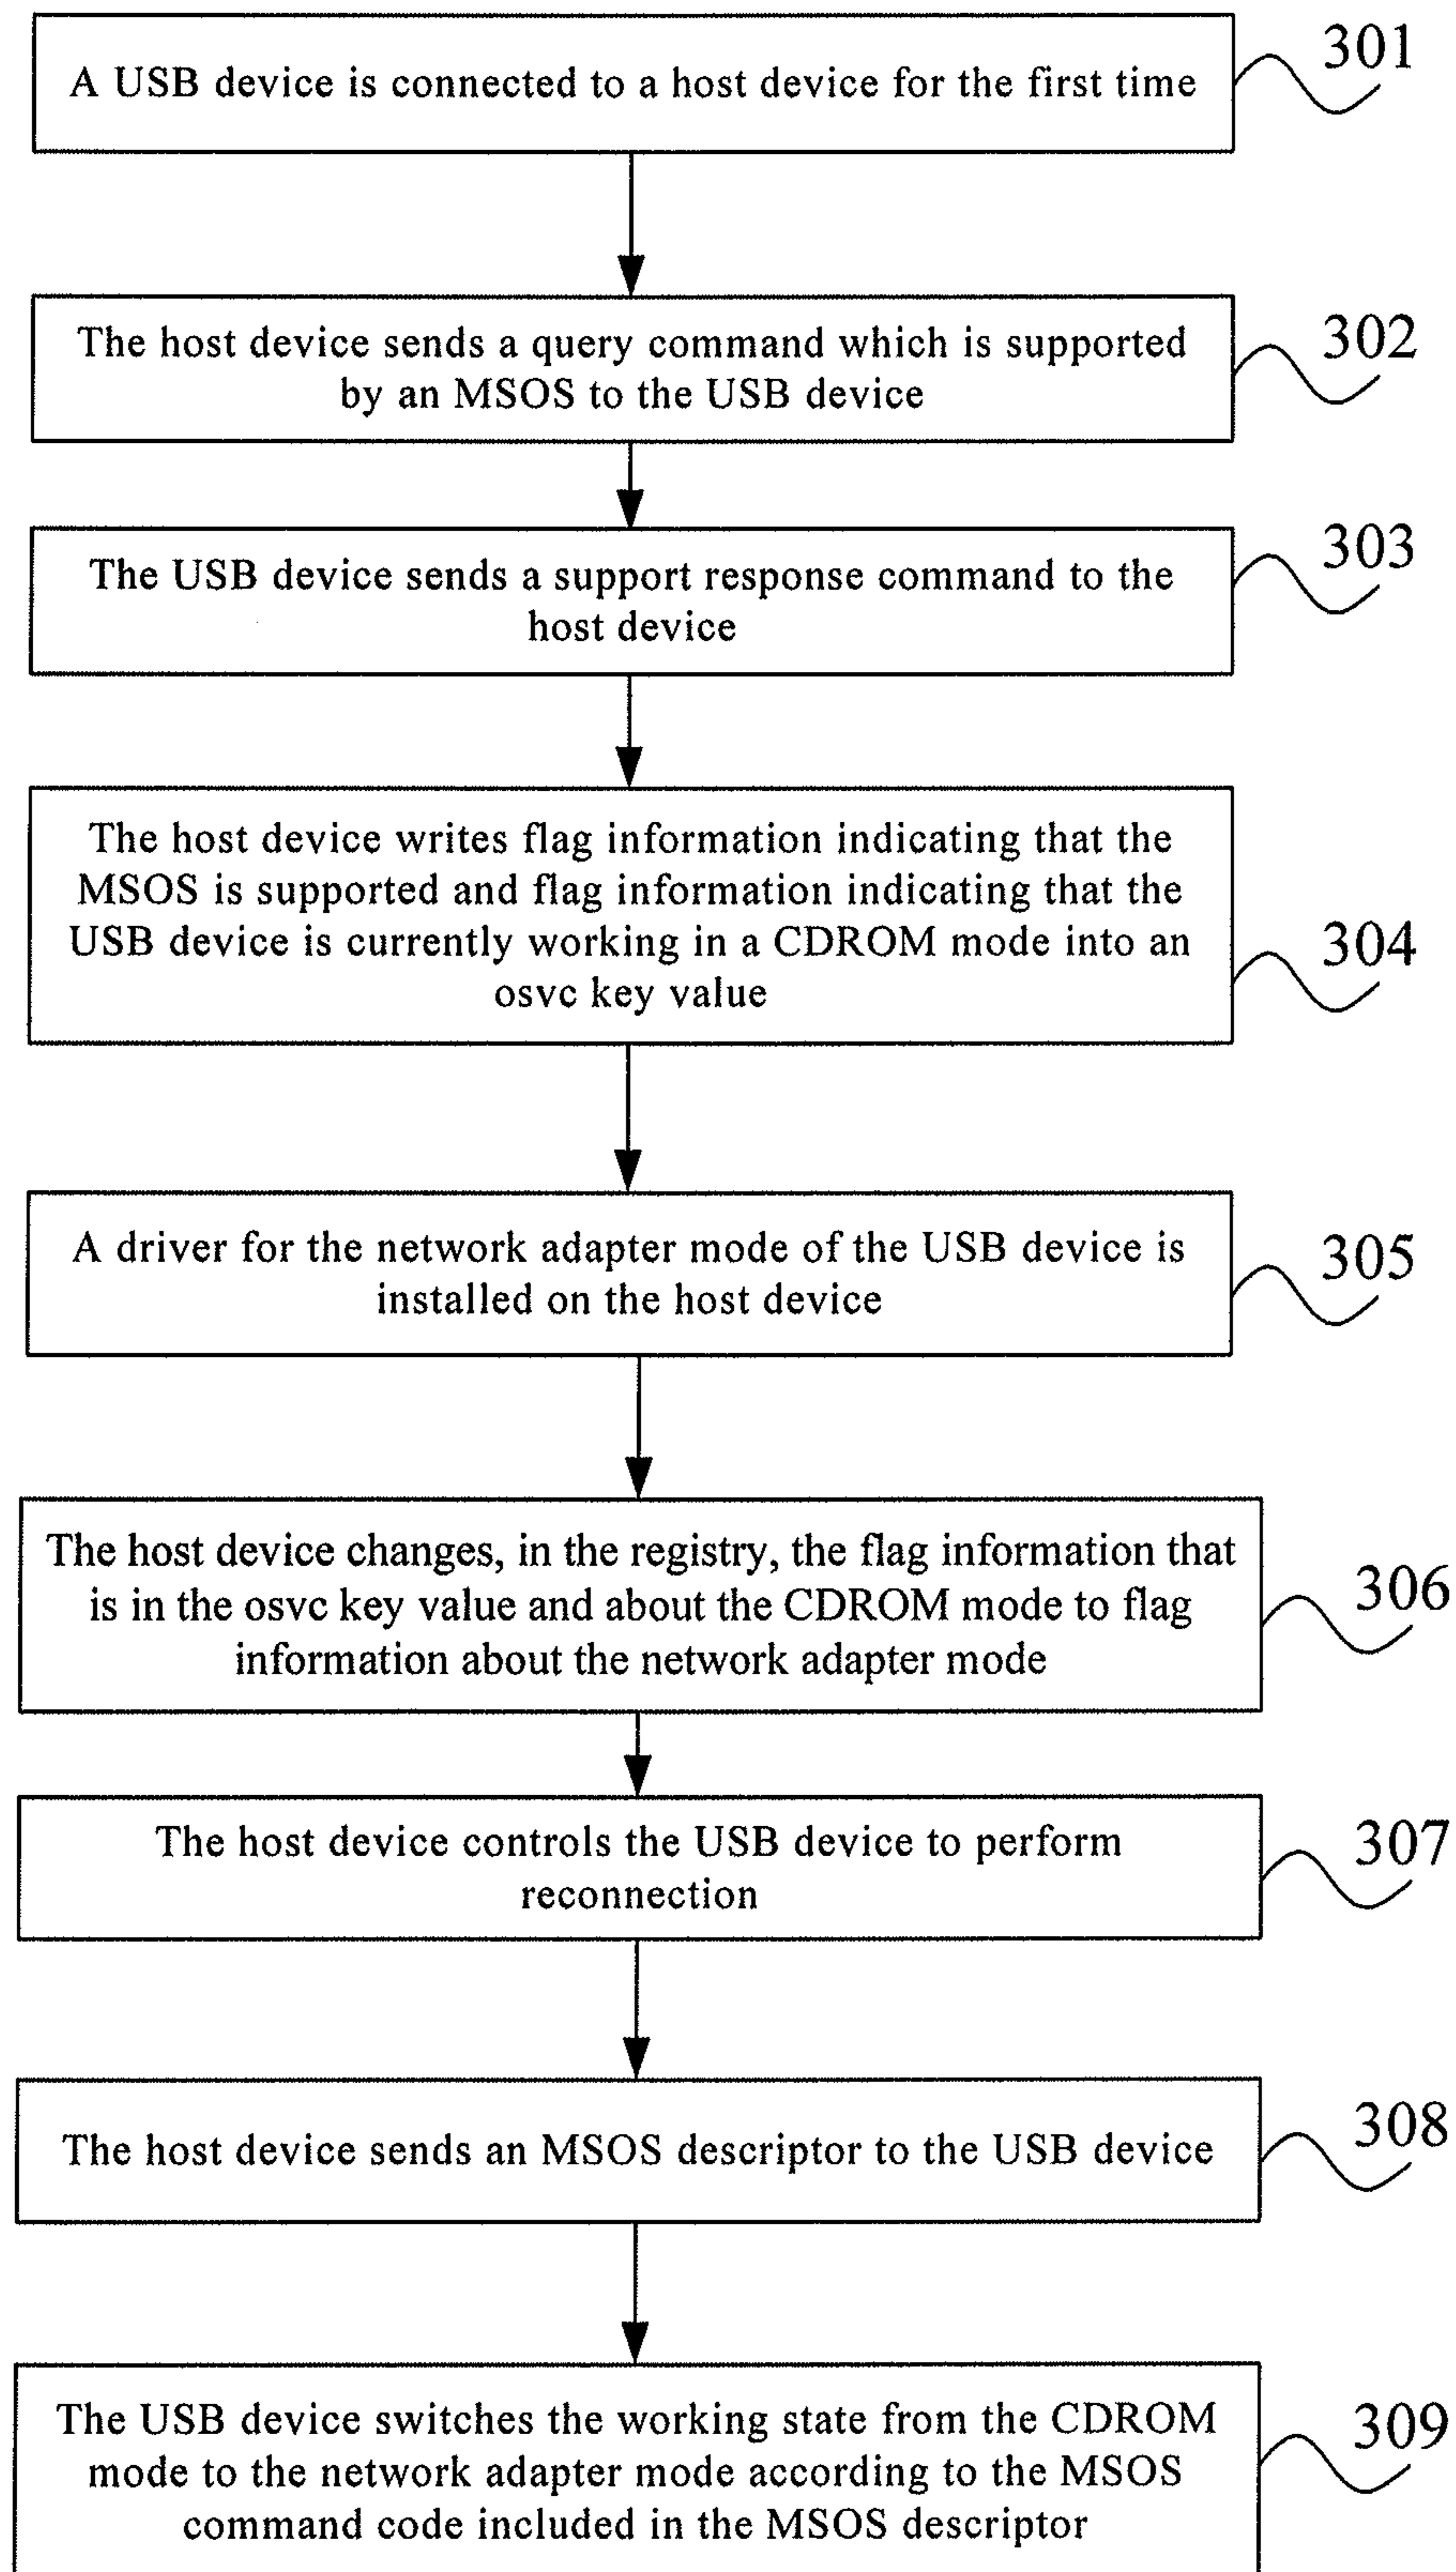 A USB device is connected to a host device for the first time
301
The host device sends a query command which is supported
by an MSOS to the USB device
302
The USB device sends a support response command to the
host device
303
The host device writes flag information indicating that the
MSOS is supported and flag information indicating that the
USB device is currently working in a CDROM mode into an
osvc key value
304
A driver for the network adapter mode of the USB device is
installed on the host device
305
The host device changes, in the registry, the flag information that
is in the osvc key value and about the CDROM mode to flag
information about the network adapter mode
306
The host device controls the USB device to perform
reconnection
307
The host device sends an MSOS descriptor to the USB device
308
The USB device switches the working state from the CDROM
mode to the network adapter mode according to the MSOS
command code included in the MSOS descriptor
309